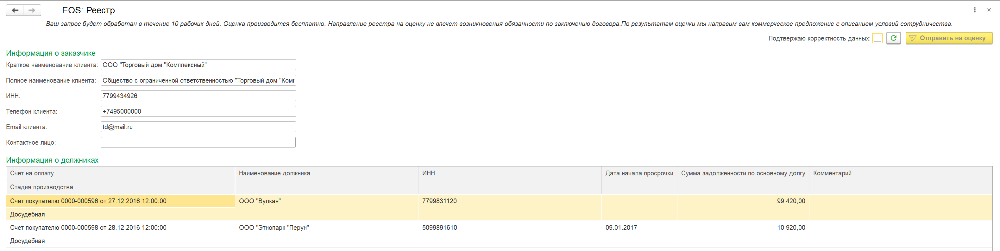 EOS: Реестр
Ваш запрос будет обработан в течение 10 рабочих дней. Оценка производится бесплатно. Направление реестра на оценку не влечет возникновения обязанности по заключению договора.По результатам оценки мы направим вам коммерческое предложение с описанием условий сотрудничества.
Подтвержаю корректность данных:
Отправить на оценку
Информация о заказчике
Краткое наименование клиента: ООО "Торговый дом "Комплексный"
Полное наименование клиента: Общество с ограниченной ответственностью "Торговый дом "Комп
ИНН: 7799434926
Телефон клиента: +7495000000
Email клиента: td@mail.ru
Контактное лицо:
Информация о должниках
Счет на оплату Наименование должника ИНН Дата начала просрочки Сумма задолженности по основному долгу Комментарий
Стадия производства
Счет покупателю 0000-000596 от 27.12.2016 12:00:00 ООО "Вулкан" 7799831120 99 420,00
Досудебная
Счет покупателю 0000-000598 от 28.12.2016 12:00:00 ООО "Этнопарк "Перун" 5099891610 09.01.2017 10 920,00
Досудебная